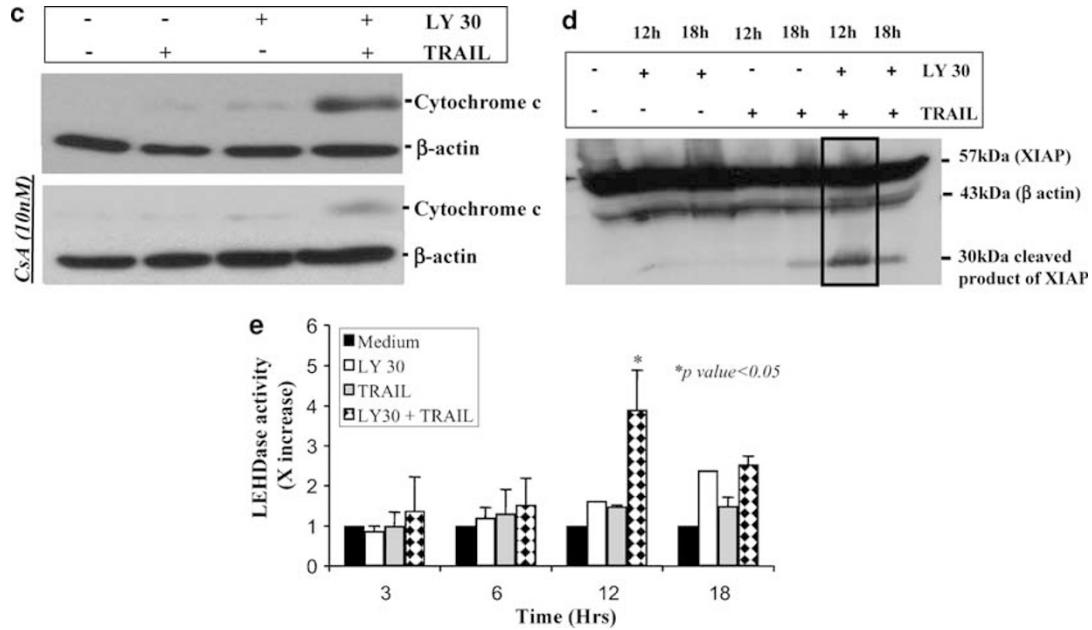 c
- - + + LY 30
- + - + TRAIL
Cytochrome c
β-actin
CsA (10nM)
Cytochrome c
β-actin
d
12h 18h 12h 18h 12h 18h
- + + - - + + LY 30
- - - + + + + TRAIL
57kDa (XIAP)
43kDa (β actin)
30kDa cleaved
product of XIAP
e
6
5
4
3
2
1
0
LEHDase activity
(X increase)
Medium
LY 30
TRAIL
LY30 + TRAIL
*
*p value<0.05
3 6 12 18
Time (Hrs)